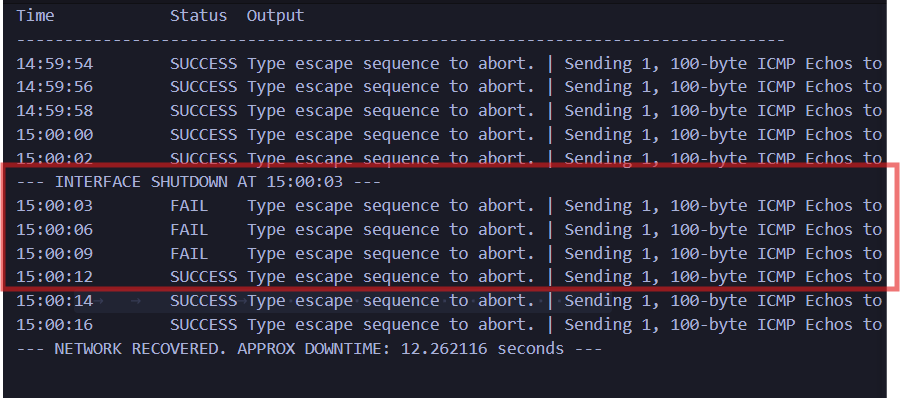 Time Status Output
--------------------------------------------------------------------------------
14:59:54 SUCCESS Type escape sequence to abort. | Sending 1, 100-byte ICMP Echos to
14:59:56 SUCCESS Type escape sequence to abort. | Sending 1, 100-byte ICMP Echos to
14:59:58 SUCCESS Type escape sequence to abort. | Sending 1, 100-byte ICMP Echos to
15:00:00 SUCCESS Type escape sequence to abort. | Sending 1, 100-byte ICMP Echos to
15:00:02 SUCCESS Type escape sequence to abort. | Sending 1, 100-byte ICMP Echos to
--- INTERFACE SHUTDOWN AT 15:00:03 ---
15:00:03 FAIL Type escape sequence to abort. | Sending 1, 100-byte ICMP Echos to
15:00:06 FAIL Type escape sequence to abort. | Sending 1, 100-byte ICMP Echos to
15:00:09 FAIL Type escape sequence to abort. | Sending 1, 100-byte ICMP Echos to
15:00:12 SUCCESS Type escape sequence to abort. | Sending 1, 100-byte ICMP Echos to
15:00:14 SUCCESS Type escape sequence to abort. | Sending 1, 100-byte ICMP Echos to
15:00:16 SUCCESS Type escape sequence to abort. | Sending 1, 100-byte ICMP Echos to
--- NETWORK RECOVERED. APPROX DOWNTIME: 12.262116 seconds ---